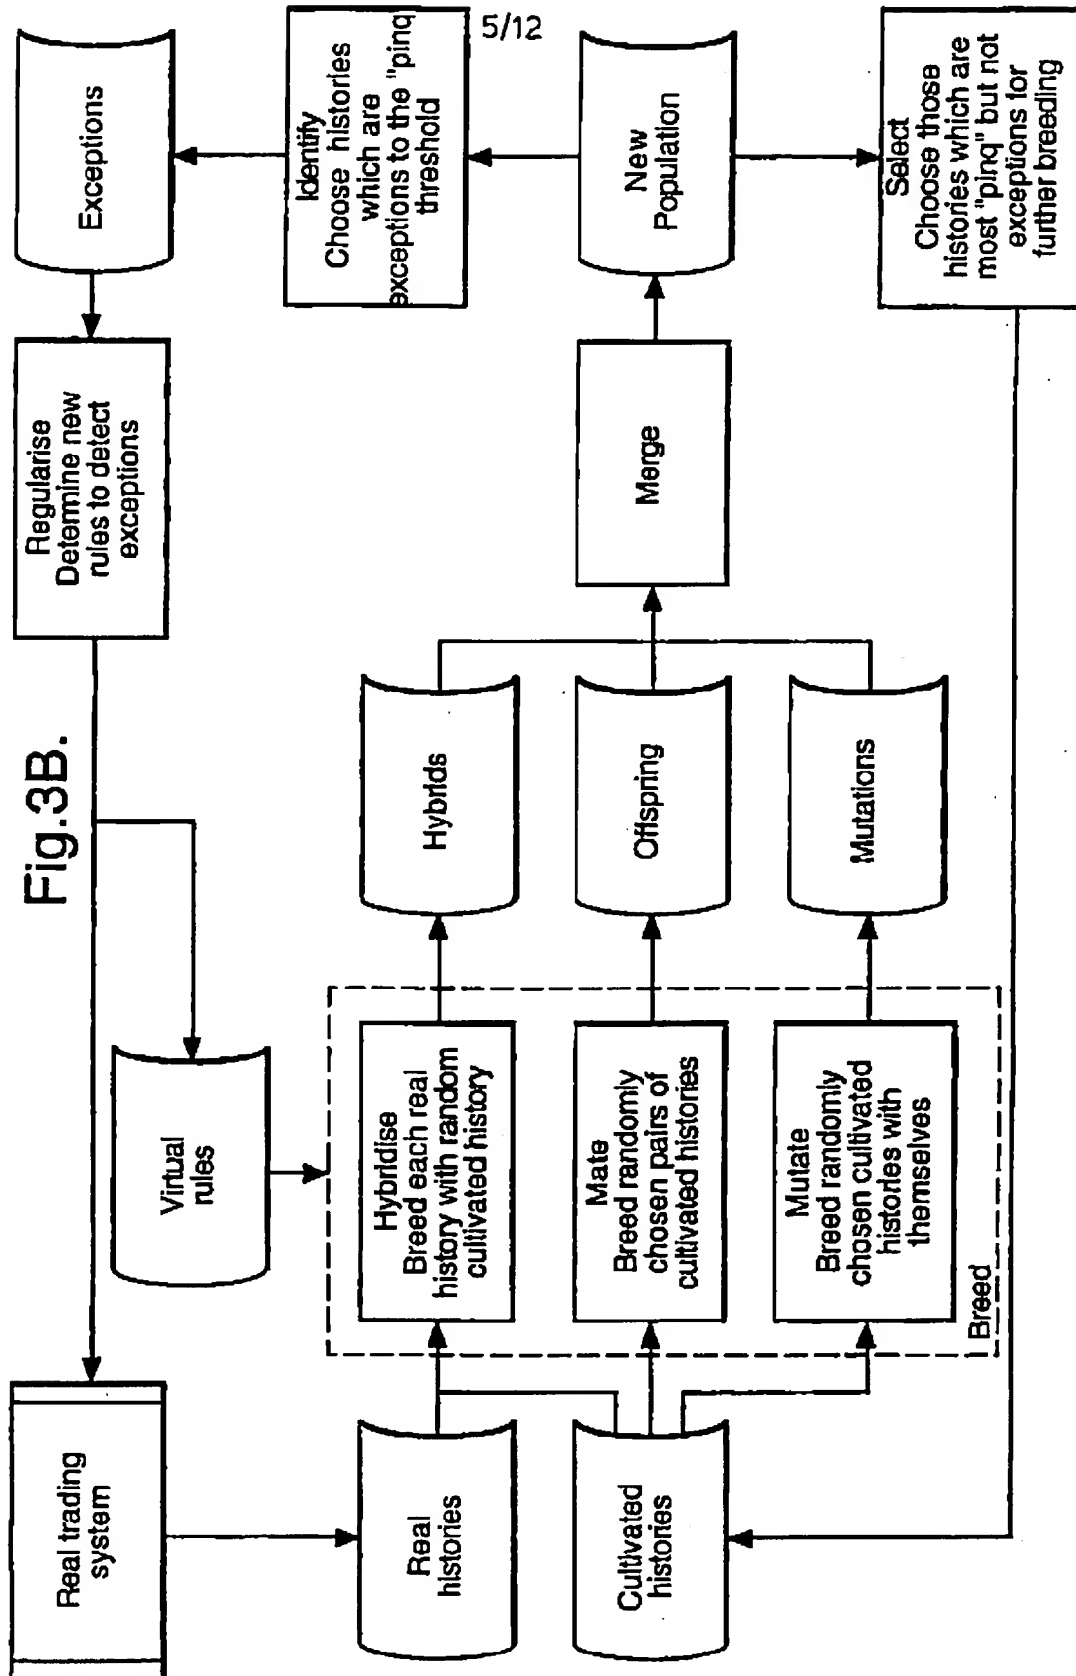 5/12
Fig.3B.
Real trading
system
Virtual
rules
Regularise
Determine new
rules to detect
exceptions
Exceptions
Real
histories
Hybridise
Breed each real
history with random
cultivated history
Hybrids
Identify
Choose histories
which are
exceptions to the "pinq
threshold
Cultivated
histories
Mate
Breed randomly
chosen pairs of
cultivated histories
Offspring
Merge
New
Population
Mutate
Breed randomly
chosen cultivated
histories with
themselves
Breed
Mutations
Select
Choose those
histories which are
most "pinq" but not
exceptions for
further breeding